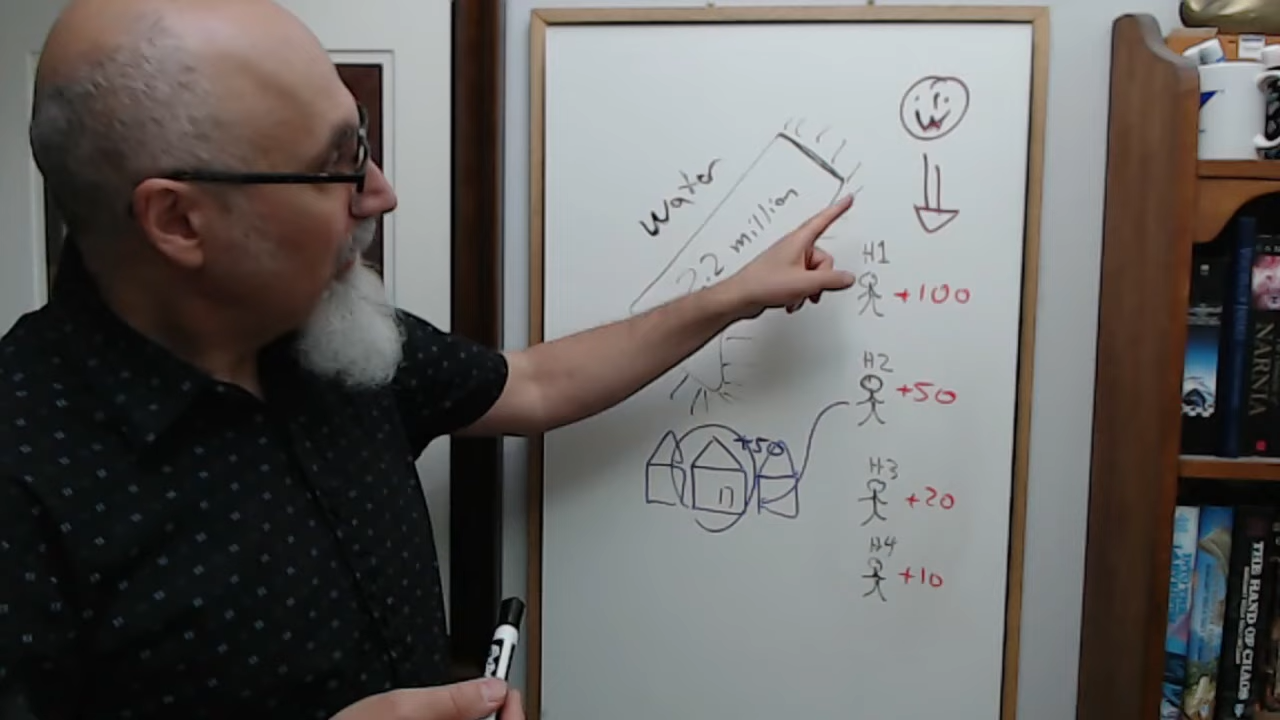 water
2.2 million
H1
+100
H2
+50
H3
+20
H4
+10
+50
NARNIA
THE HAND OF CHAOS